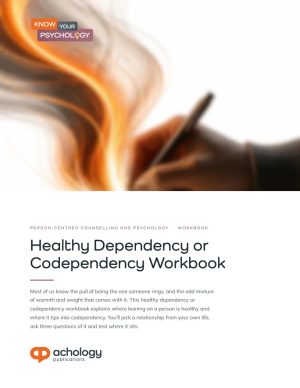 KNOW YOUR
PSYCHOLOGY
PERSON-CENTRED COUNSELLING AND PSYCHOLOGY WORKBOOK
Healthy Dependency or
Codependency Workbook
Most of us know the pull of being the one someone rings, and the odd mixture
of warmth and weight that comes with it. This healthy dependency or
codependency workbook explains where leaning on a person is healthy and
where it tips into codependency. You'll pick a relationship from your own life,
ask three questions of it and test where it sits.
achology
publications